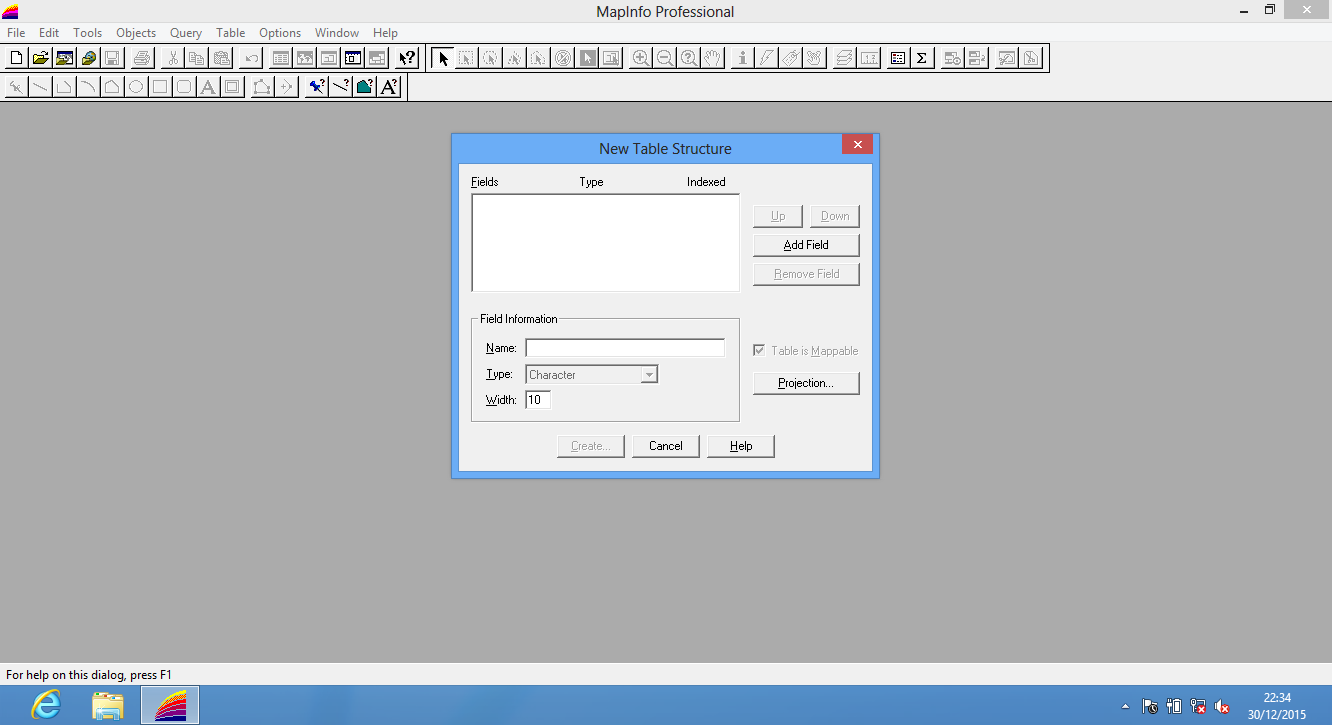 MapInfo Professional
File Edit Tools Objects Query Table Options Window Help
New Table Structure
Fields Type Indexed
Up Down
Add Field
Remove Field
Field Information
Name:
Table is Mappable
Type: Character
Projection...
Width: 10
Create... Cancel Help
For help on this dialog, press F1
22:34
30/12/2015